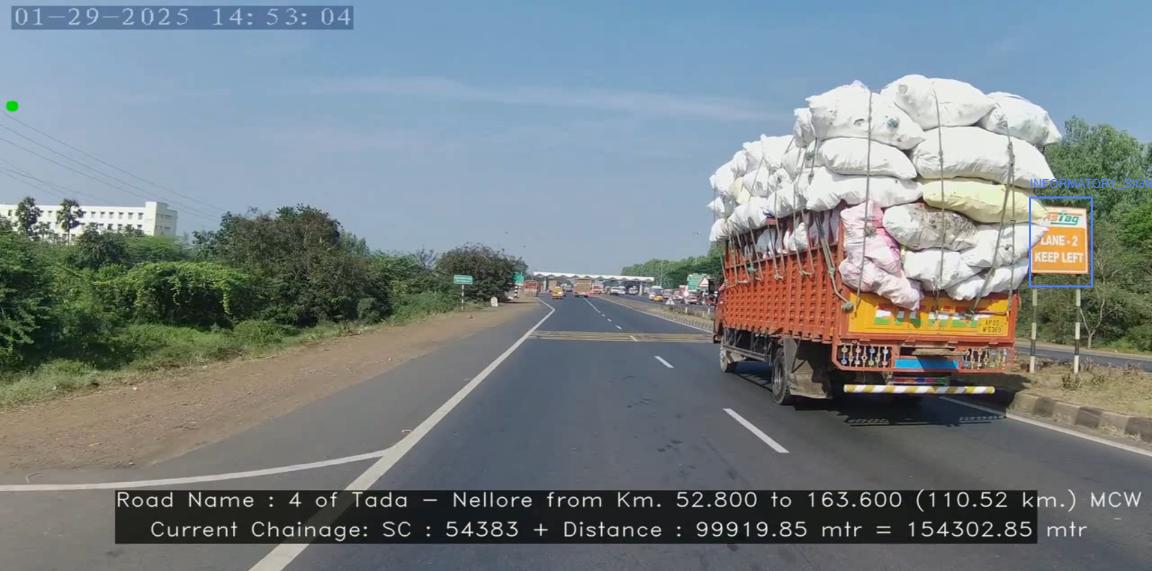 01-29-2025 14:53:04
INFORMATORY_SIGN
Tag
LANE - 2
KEEP LEFT
Road Name : 4 of Tada - Nellore from Km. 52.800 to 163.600 (110.52 km.) MCW
Current Chainage: SC : 54383 + Distance : 99919.85 mtr = 154302.85 mtr